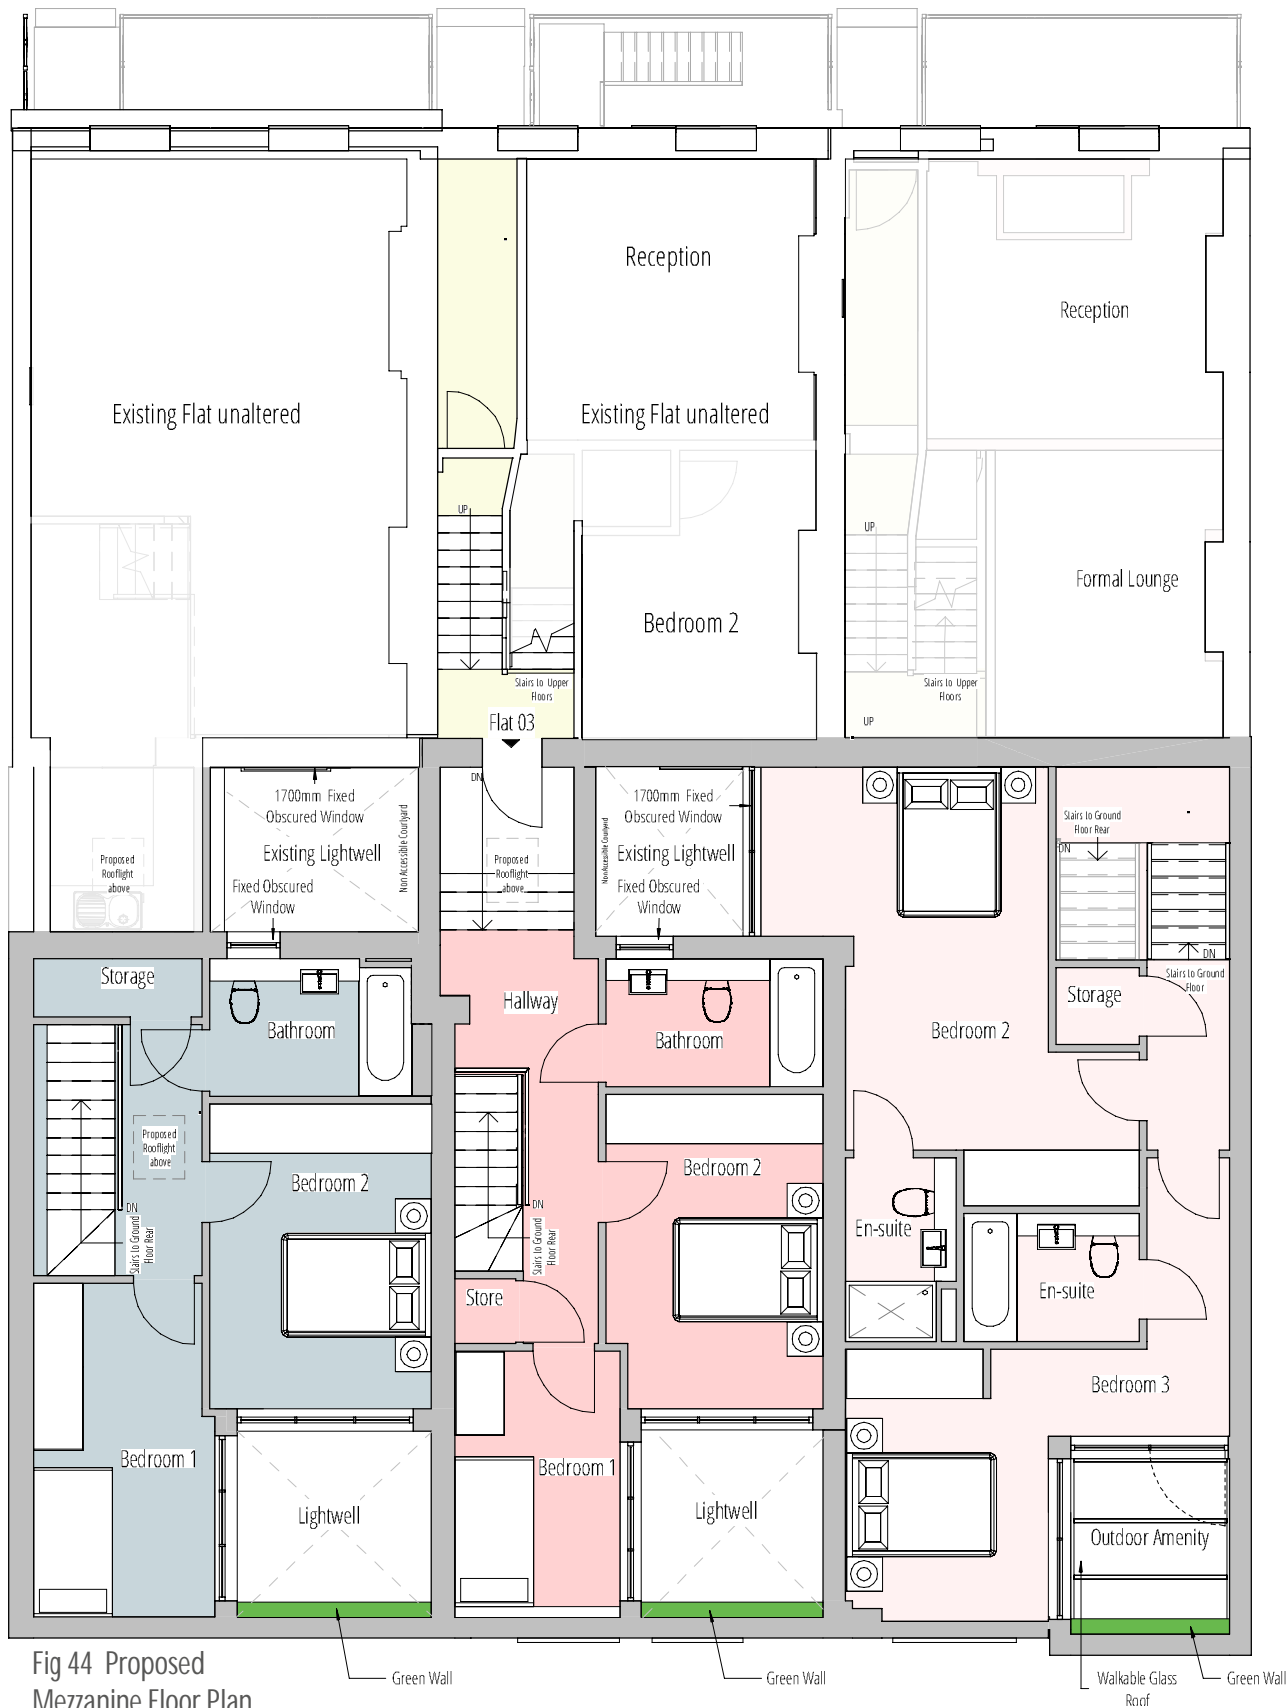 Reception
Reception
Existing Flat unaltered
Existing Flat unaltered
UP
UP
Formal Lounge
Bedroom 2
Stairs to Upper
Floors
Stairs to Upper
Floors
Flat 03
UP
DN
1700mm Fixed
Obscured Window
Existing Lightwell
Non Accessible Courtyard
Fixed Obscured
Window
Proposed
Rooflight
above
Proposed
Rooflight
above
1700mm Fixed
Obscured Window
Existing Lightwell
Non Accessible Courtyard
Fixed Obscured
Window
Stairs to Ground
Floor Rear
DN
DN
Stairs to Ground
Floor
Storage
Storage
Hallway
Bathroom
Bathroom
Bedroom 2
Proposed
Rooflight
above
Bedroom 2
Bedroom 2
DN
Stairs to Ground
Floor Rear
DN
Stairs to Ground
Floor Rear
En-suite
En-suite
Store
Bedroom 3
Bedroom 1
Bedroom 1
Lightwell
Lightwell
Outdoor Amenity
Green Wall
Green Wall
Walkable Glass
Roof
Green Wall
Fig 44 Proposed
Mezzanine Floor Plan